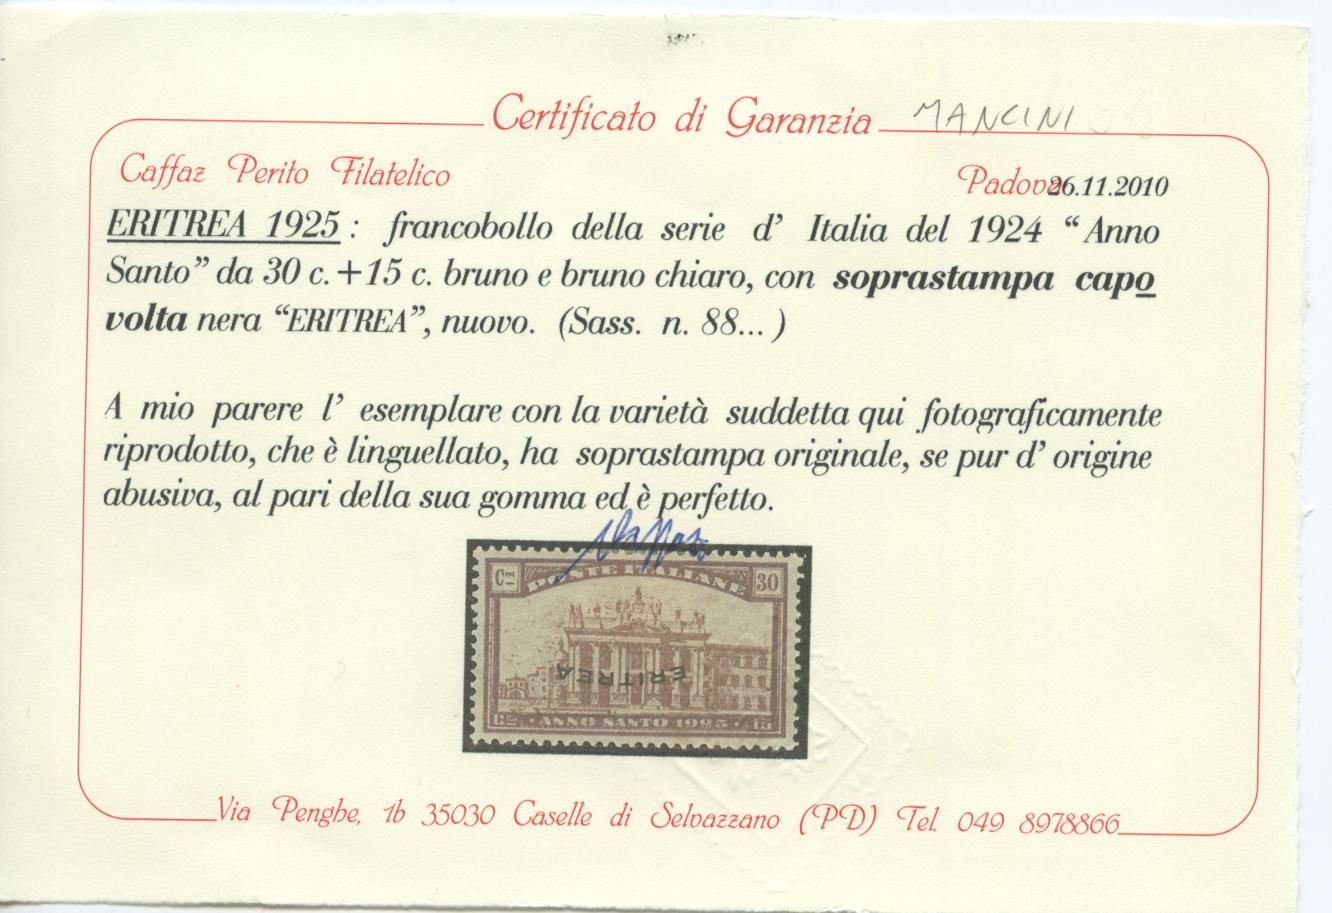 Certificato di Garanzia MANCINI
Caffaz Perito Filatelico Padova 26.11.2010
ERITREA 1925 : francobollo della serie d' Italia del 1924 “Anno
Santo” da 30 c. +15 c. bruno e bruno chiaro, con soprastampa capo
volta nera “ERITREA”, nuovo. (Sass. n. 88... )
A mio parere l' esemplare con la varietà suddetta qui fotograficamente
riprodotto, che è linguellato, ha soprastampa originale, se pur d' origine
abusiva, al pari della sua gomma ed è perfetto.
Cmi POSTE ITALIANE 30
ERITREA
Cmi ANNO SANTO 1925 15
Via Penghe, 1b 35030 Caselle di Selvazzano (PD) Tel. 049 8978866